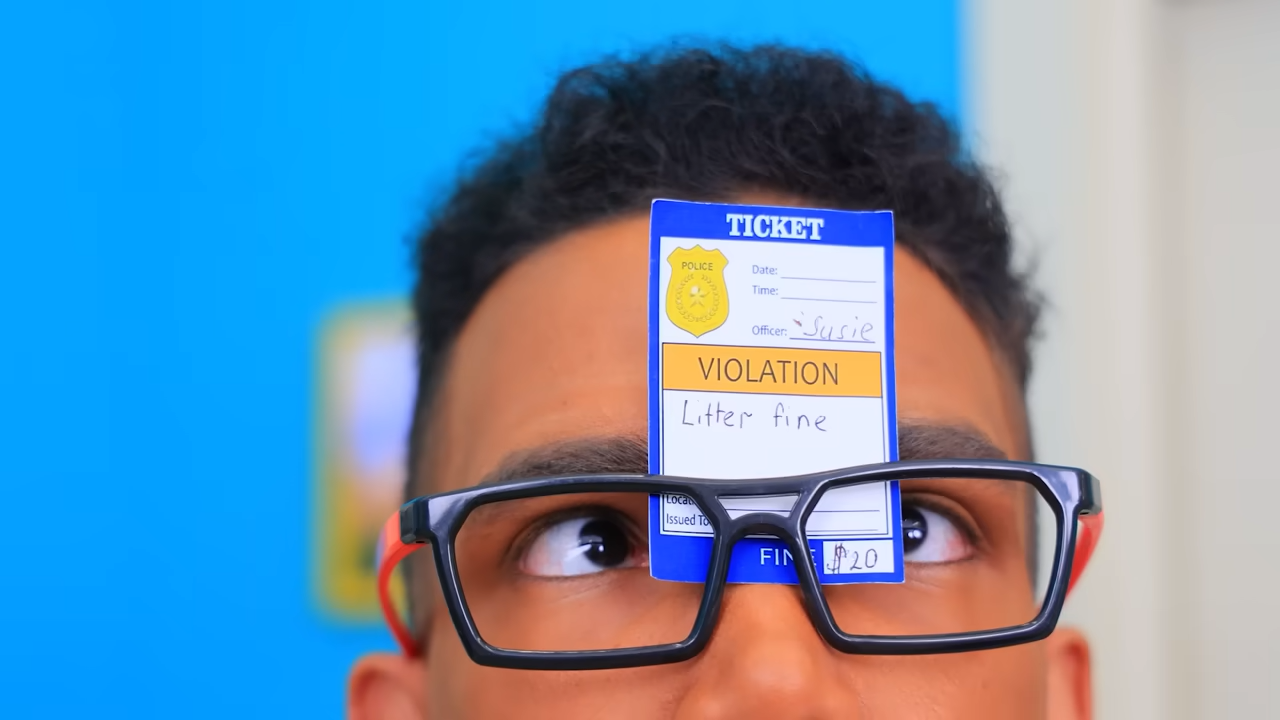 TICKET
POLICE
Date:
Time:
Officer: Susie
VIOLATION
Litter fine
Issued To
FINE $20